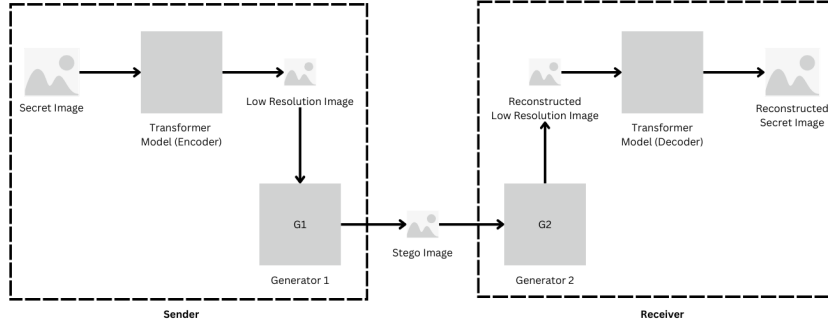 Secret Image
Transformer
Model (Encoder)
Low Resolution Image
G1
Generator 1
Sender
Stego Image
G2
Generator 2
Reconstructed
Low Resolution Image
Transformer
Model (Decoder)
Reconstructed
Secret Image
Receiver